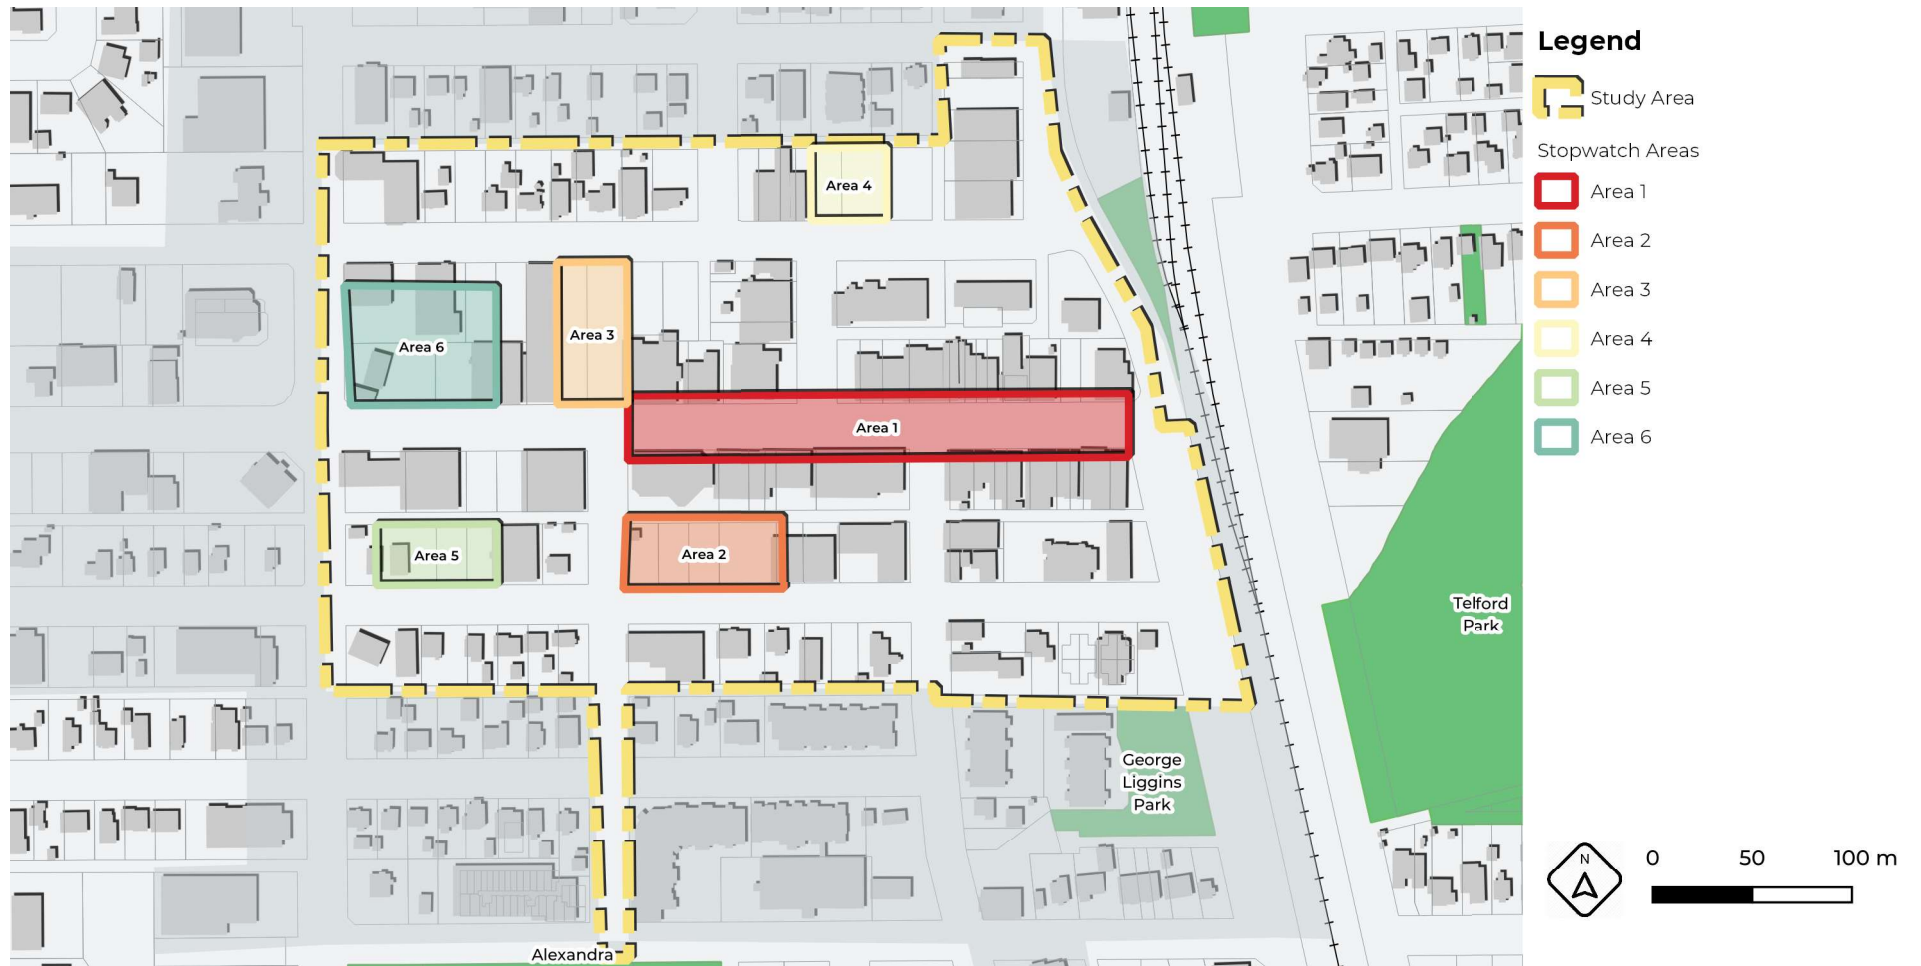 Legend
Study Area
Stopwatch Areas
Area 1
Area 2
Area 3
Area 4
Area 5
Area 6
Area 4
Area 3
Area 6
Area 1
Area 5
Area 2
Telford
Park
George
Liggins
Park
Alexandra
N
0 50 100 m